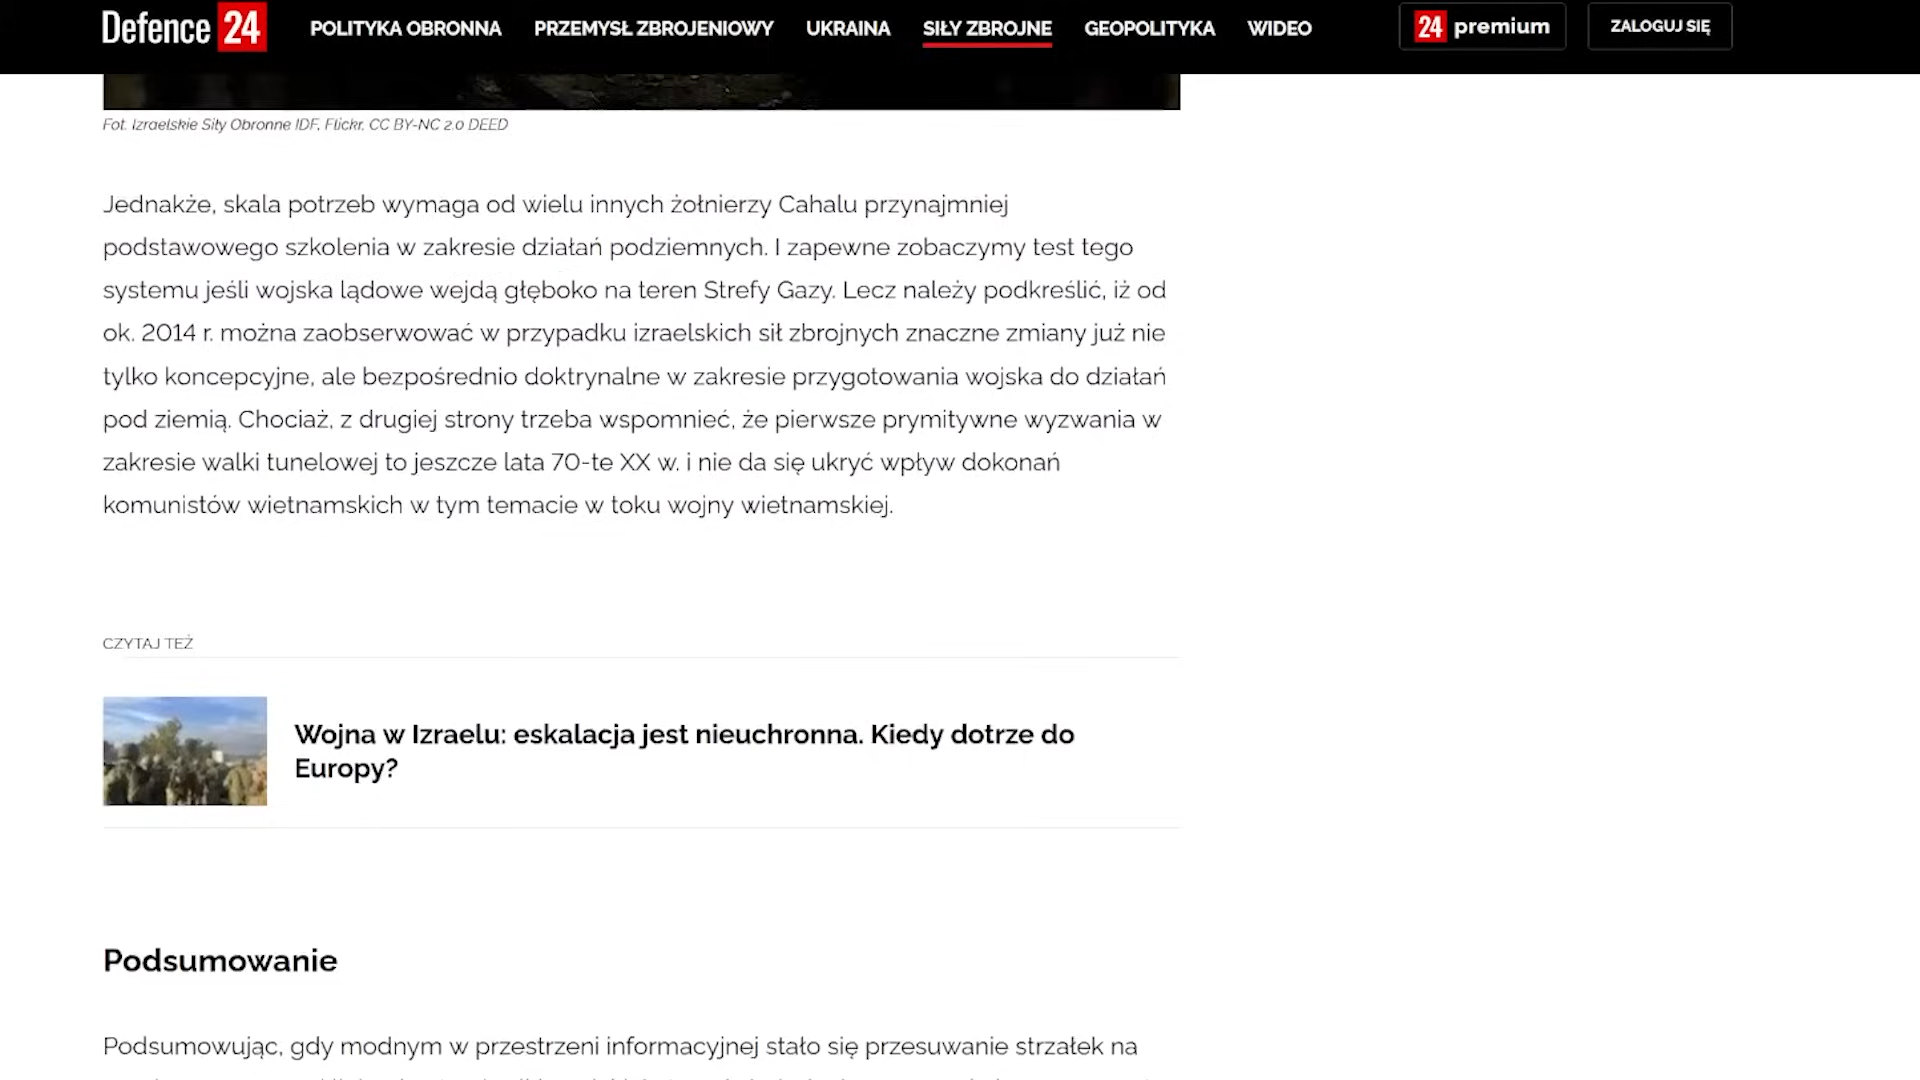 Defence 24
POLITYKA OBRONNA PRZEMYSŁ ZBROJENIOWY UKRAINA SIŁY ZBROJNE GEOPOLITYKA WIDEO
24 premium
ZALOGUJ SIĘ
Fot. Izraelskie Siły Obronne IDF, Flickr, CC BY-NC 2.0 DEED
Jednakże, skala potrzeb wymaga od wielu innych żołnierzy Cahalu przynajmniej
podstawowego szkolenia w zakresie działań podziemnych. I zapewne zobaczymy test tego
systemu jeśli wojska lądowe wejdą głęboko na teren Strefy Gazy. Lecz należy podkreślić, iż od
ok. 2014 r. można zaobserwować w przypadku izraelskich sił zbrojnych znaczne zmiany już nie
tylko koncepcyjne, ale bezpośrednio doktrynalne w zakresie przygotowania wojska do działań
pod ziemią. Chociaż, z drugiej strony trzeba wspomnieć, że pierwsze prymitywne wyzwania w
zakresie walki tunelowej to jeszcze lata 70-te XX w. i nie da się ukryć wpływ dokonań
komunistów wietnamskich w tym temacie w toku wojny wietnamskiej.
CZYTAJ TEŻ
Wojna w Izraelu: eskalacja jest nieuchronna. Kiedy dotrze do
Europy?
Podsumowanie
Podsumowując, gdy modnym w przestrzeni informacyjnej stało się przesuwanie strzałek na